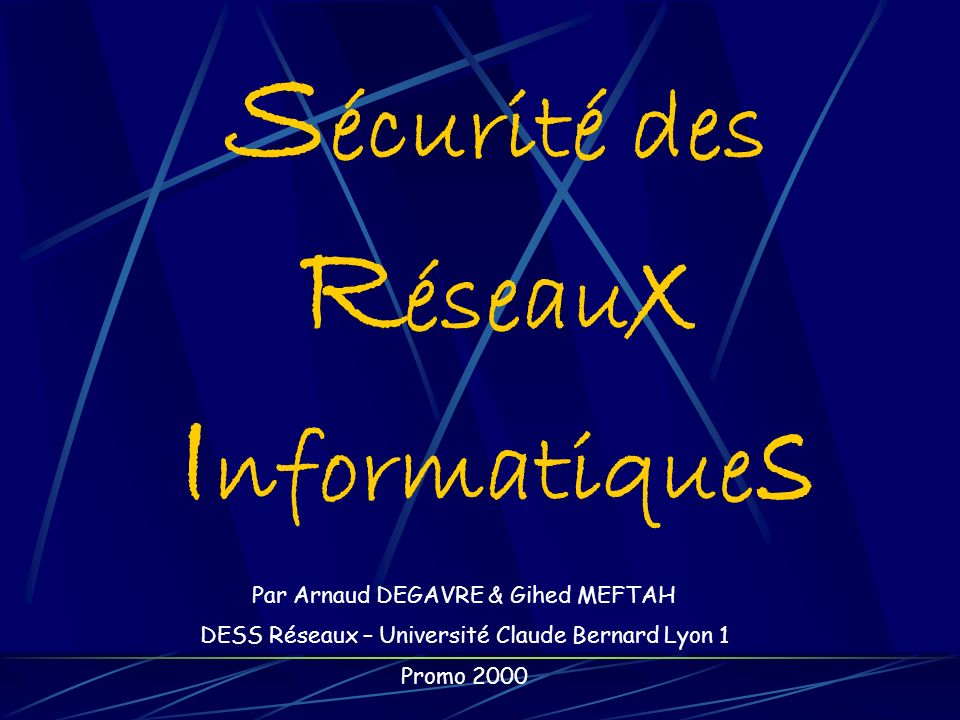 Sécurité des
RéseauX
InformatiqueS
Par Arnaud DEGAVRE & Gihed MEFTAH
DESS Réseaux – Université Claude Bernard Lyon 1
Promo 2000